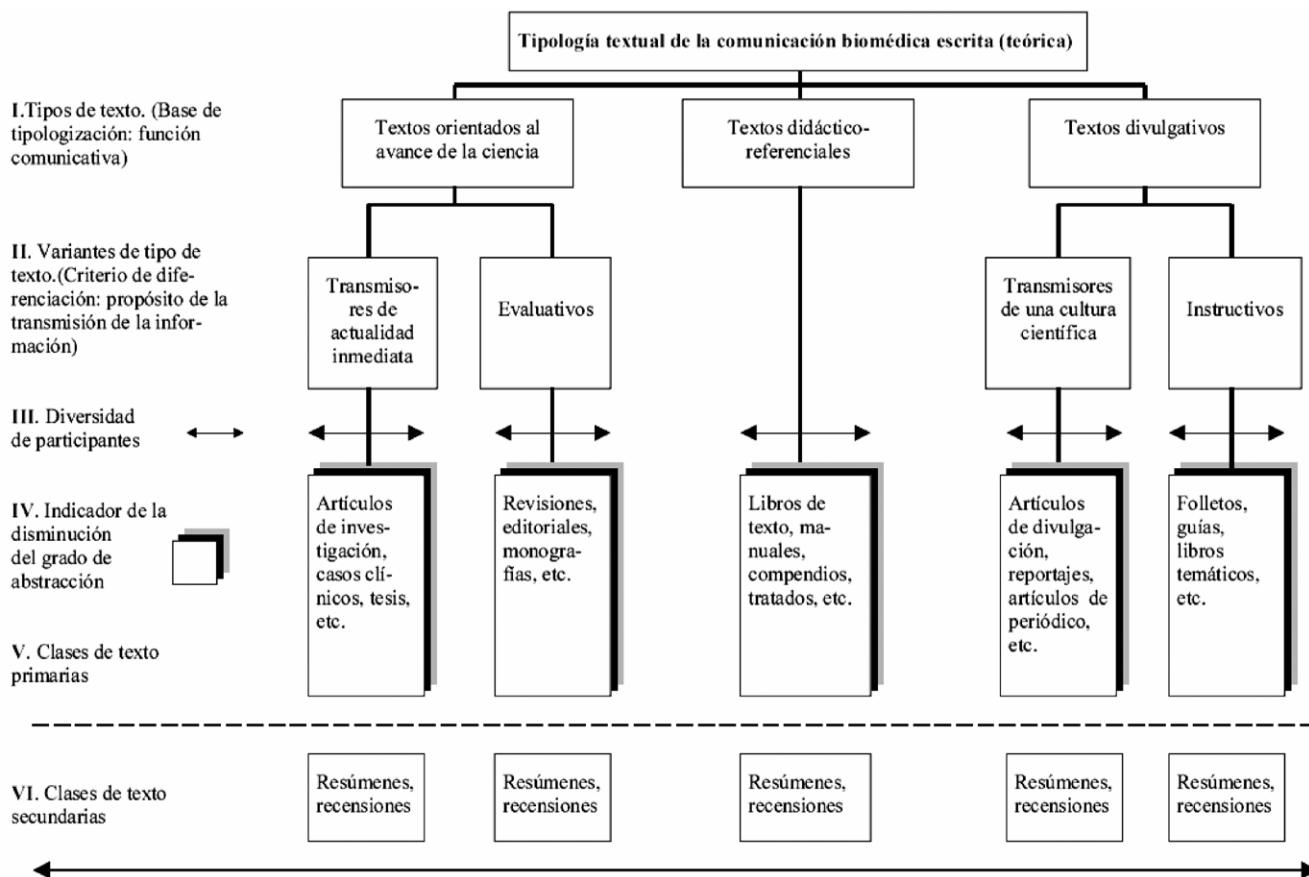 Tipología textual de la comunicación biomédica escrita (teórica)
I.Tipos de texto. (Base de
tipologización: función
comunicativa)
Textos orientados al
avance de la ciencia
Textos didáctico-
referenciales
Textos divulgativos
II. Variantes de tipo de
texto.(Criterio de dife-
renciación: propósito de la
transmisión de la infor-
mación)
Transmiso-
res de
actualidad
inmediata
Evaluativos
Transmisores
de una cultura
científica
Instructivos
III. Diversidad
de participantes
IV. Indicador de la
disminución
del grado de
abstracción
V. Clases de texto
primarias
Artículos
de inves-
tigación,
casos clí-
nicos, tesis,
etc.
Revisiones,
editoriales,
monogra-
fías, etc.
Libros de
texto, ma-
nuales,
compendios,
tratados, etc.
Artículos
de divulga-
ción,
reportajes,
artículos de
periódico,
etc.
Folletos,
guías,
libros
temáticos,
etc.
VI. Clases de texto
secundarias
Resúmenes,
recensiones
Resúmenes,
recensiones
Resúmenes,
recensiones
Resúmenes,
recensiones
Resúmenes,
recensiones